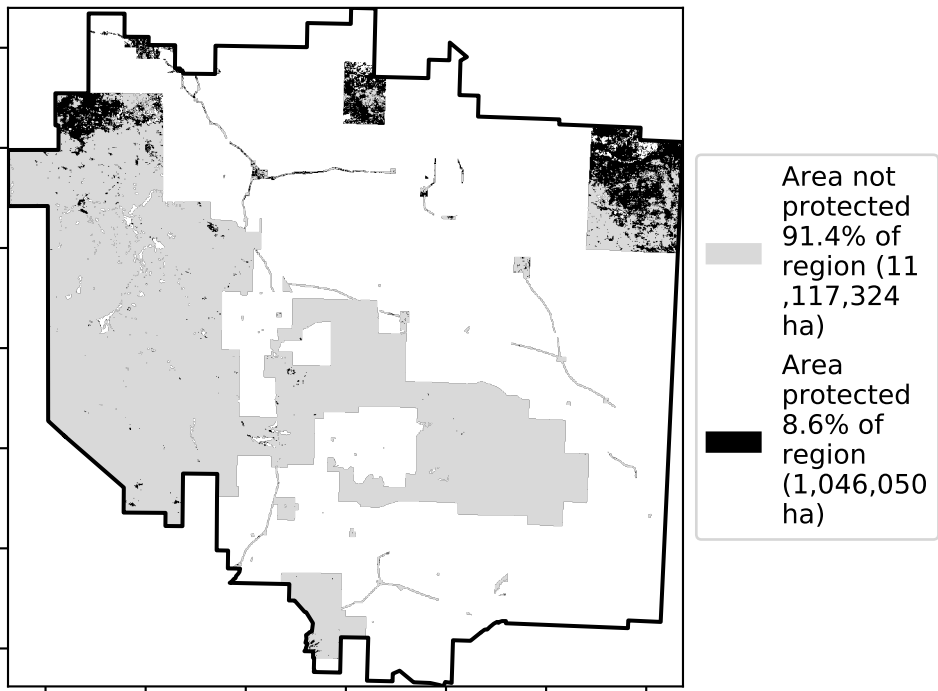 Area not
protected
91.4% of
region (11
,117,324
ha)
Area
protected
8.6% of
region
(1,046,050
ha)